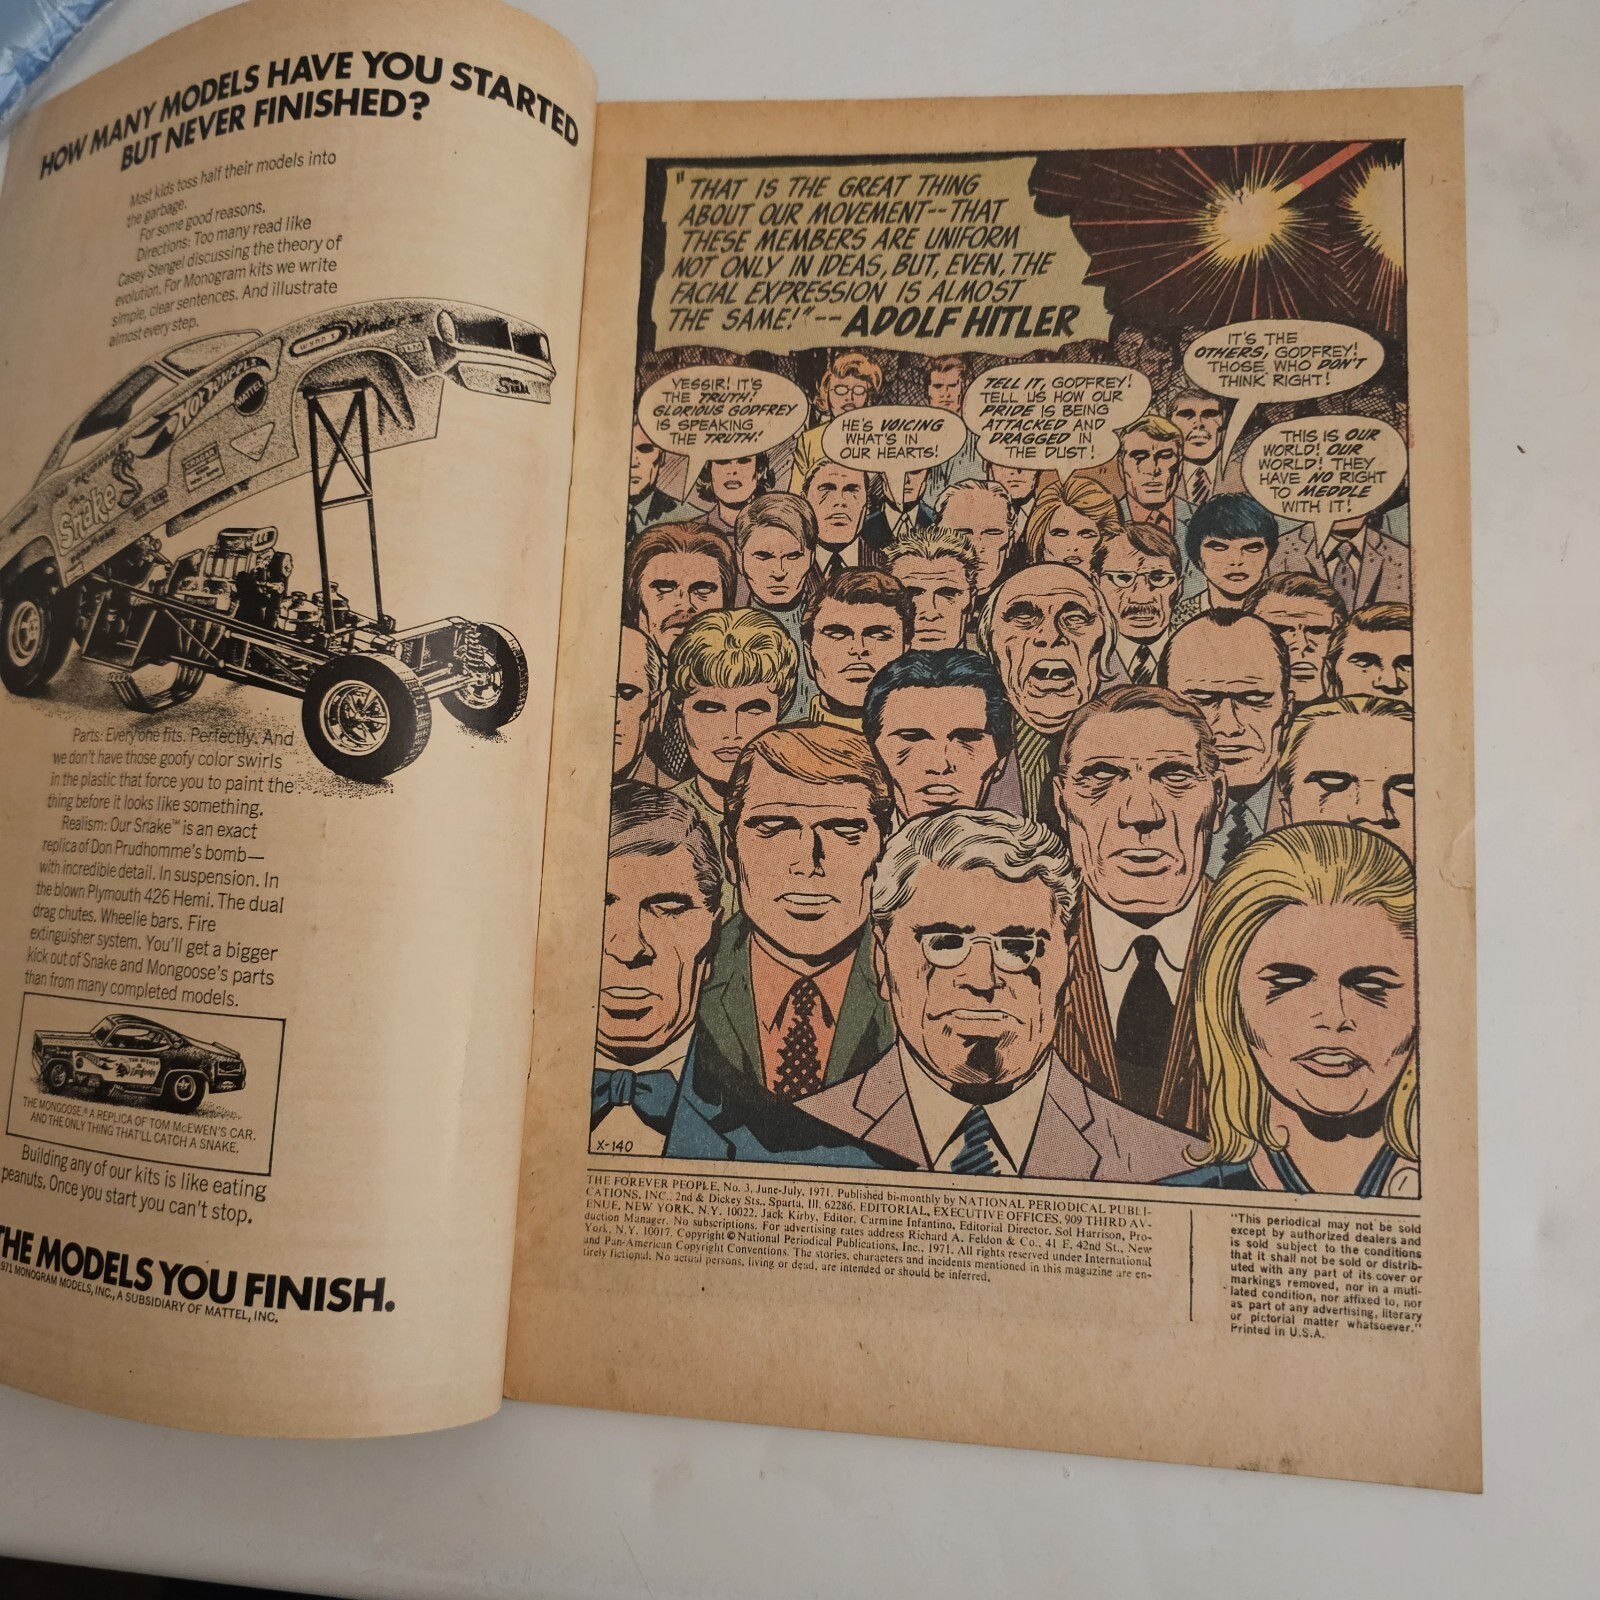 HOW MANY MODELS HAVE YOU STARTED
BUT NEVER FINISHED?
Most kids toss half their models into
the garbage.
For some good reasons.
Directions: Too many read like
Casey Stengel discussing the theory of
evolution. For Monogram kits we write
simple, clear sentences. And illustrate
almost every step.
Wynn's Winder
HOT WHEELS
MATTEL
Snake
CRAGAR
The
Snake
Parts: Every one fits. Perfectly. And
we don't have those goofy color swirls
in the plastic that force you to paint the
thing before it looks like something.
Realism: Our Snake™ is an exact
replica of Don Prudhomme's bomb—
with incredible detail. In suspension. In
the blown Plymouth 426 Hemi. The dual
drag chutes. Wheelie bars. Fire
extinguisher system. You'll get a bigger
kick out of Snake and Mongoose's parts
than from many completed models.
THE MONGOOSE.® A REPLICA OF TOM McEWEN'S CAR.
AND THE ONLY THING THAT'LL CATCH A SNAKE.
Building any of our kits is like eating
peanuts. Once you start you can't stop.
THE MODELS YOU FINISH.
1971 MONOGRAM MODELS, INC., A SUBSIDIARY OF MATTEL, INC.
"THAT IS THE GREAT THING
ABOUT OUR MOVEMENT--THAT
THESE MEMBERS ARE UNIFORM
NOT ONLY IN IDEAS, BUT, EVEN, THE
FACIAL EXPRESSION IS ALMOST
THE SAME!"--ADOLF HITLER
YESSIR! IT'S
THE TRUTH!
GLORIOUS GODFREY
IS SPEAKING
THE TRUTH!
HE'S VOICING
WHAT'S IN
OUR HEARTS!
TELL IT, GODFREY!
TELL US HOW OUR
PRIDE IS BEING
ATTACKED AND
DRAGGED IN
THE DUST!
IT'S THE
OTHERS, GODFREY!
THOSE WHO DON'T
THINK RIGHT!
THIS IS OUR
WORLD! OUR
WORLD! THEY
HAVE NO RIGHT
TO MEDDLE
WITH IT!
X-140
1
THE FOREVER PEOPLE, No. 3, June-July, 1971. Published bi-monthly by NATIONAL PERIODICAL PUBLI-
CATIONS, INC., 2nd & Dickey Sts., Sparta, Ill. 62286. EDITORIAL, EXECUTIVE OFFICES, 909 THIRD AV-
ENUE, NEW YORK, N.Y. 10022. Jack Kirby, Editor. Carmine Infantino, Editorial Director. Sol Harrison, Pro-
duction Manager. No subscriptions. For advertising rates address Richard A. Feldon & Co., 41 E. 42nd St., New
York, N.Y. 10017. Copyright © National Periodical Publications, Inc., 1971. All rights reserved under International
and Pan-American Copyright Conventions. The stories, characters and incidents mentioned in this magazine are en-
tirely fictional. No actual persons, living or dead, are intended or should be inferred.
"This periodical may not be sold
except by authorized dealers and
is sold subject to the conditions
that it shall not be sold or distrib-
uted with any part of its cover or
markings removed, nor in a muti-
lated condition, nor affixed to, nor
as part of any advertising, literary
or pictorial matter whatsoever."
Printed in U.S.A.